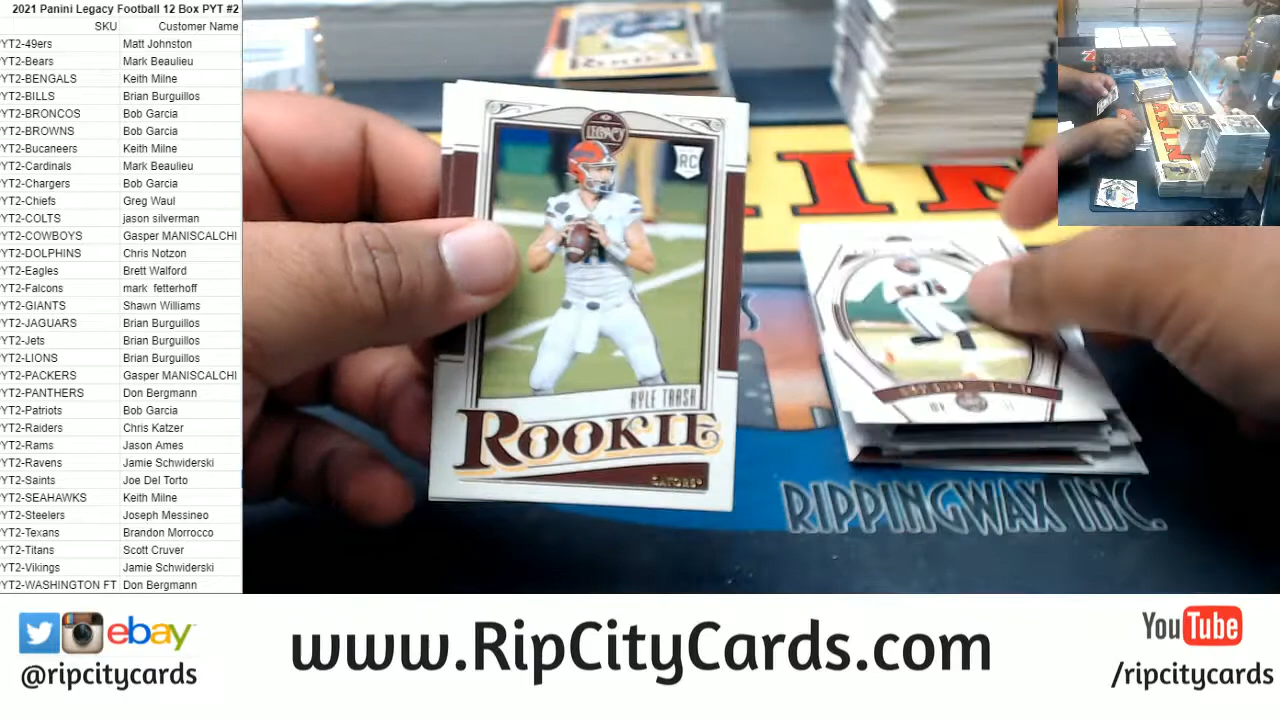 2021 Panini Legacy Football 12 Box PYT #2
SKU Customer Name
YT2-49ers Matt Johnston
YT2-Bears Mark Beaulieu
YT2-BENGALS Keith Milne
YT2-BILLS Brian Burguillos
YT2-BRONCOS Bob Garcia
YT2-BROWNS Bob Garcia
YT2-Bucaneers Keith Milne
YT2-Cardinals Mark Beaulieu
YT2-Chargers Bob Garcia
YT2-Chiefs Greg Waul
YT2-COLTS jason silverman
YT2-COWBOYS Gasper MANISCALCHI
YT2-DOLPHINS Chris Notzon
YT2-Eagles Brett Walford
YT2-Falcons mark fetterhoff
YT2-GIANTS Shawn Williams
YT2-JAGUARS Brian Burguillos
YT2-Jets Brian Burguillos
YT2-LIONS Brian Burguillos
YT2-PACKERS Gasper MANISCALCHI
YT2-PANTHERS Don Bergmann
YT2-Patriots Bob Garcia
YT2-Raiders Chris Katzer
YT2-Rams Jason Ames
YT2-Ravens Jamie Schwiderski
YT2-Saints Joe Del Torto
YT2-SEAHAWKS Keith Milne
YT2-Steelers Joseph Messineo
YT2-Texans Brandon Morrocco
YT2-Titans Scott Cruver
YT2-Vikings Jamie Schwiderski
YT2-WASHINGTON FT Don Bergmann
ROOKIE
LEGACY
RC
KYLE TRASK
ROOKIE
GATORS
RIPPINGWAX INC.
ebay
@ripcitycards
www.RipCityCards.com
YouTube
/ripcitycards